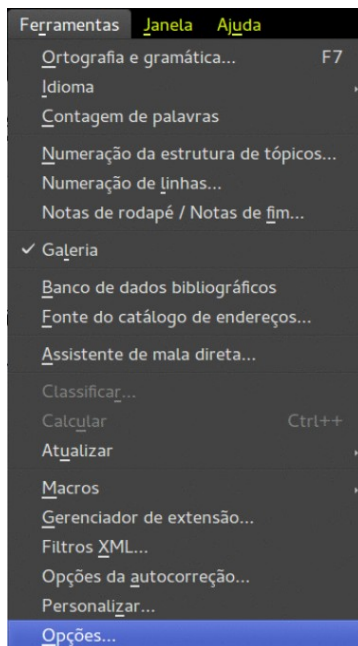 Ferramentas Janela Ajuda
Ortografia e gramática... F7
Idioma
Contagem de palavras
Numeração da estrutura de tópicos...
Numeração de linhas...
Notas de rodapé / Notas de fim...
✓ Galeria
Banco de dados bibliográficos
Fonte do catálogo de endereços...
Assistente de mala direta...
Classificar...
Calcular Ctrl++
Atualizar
Macros
Gerenciador de extensão...
Filtros XML...
Opções da autocorreção...
Personalizar...
Opções...